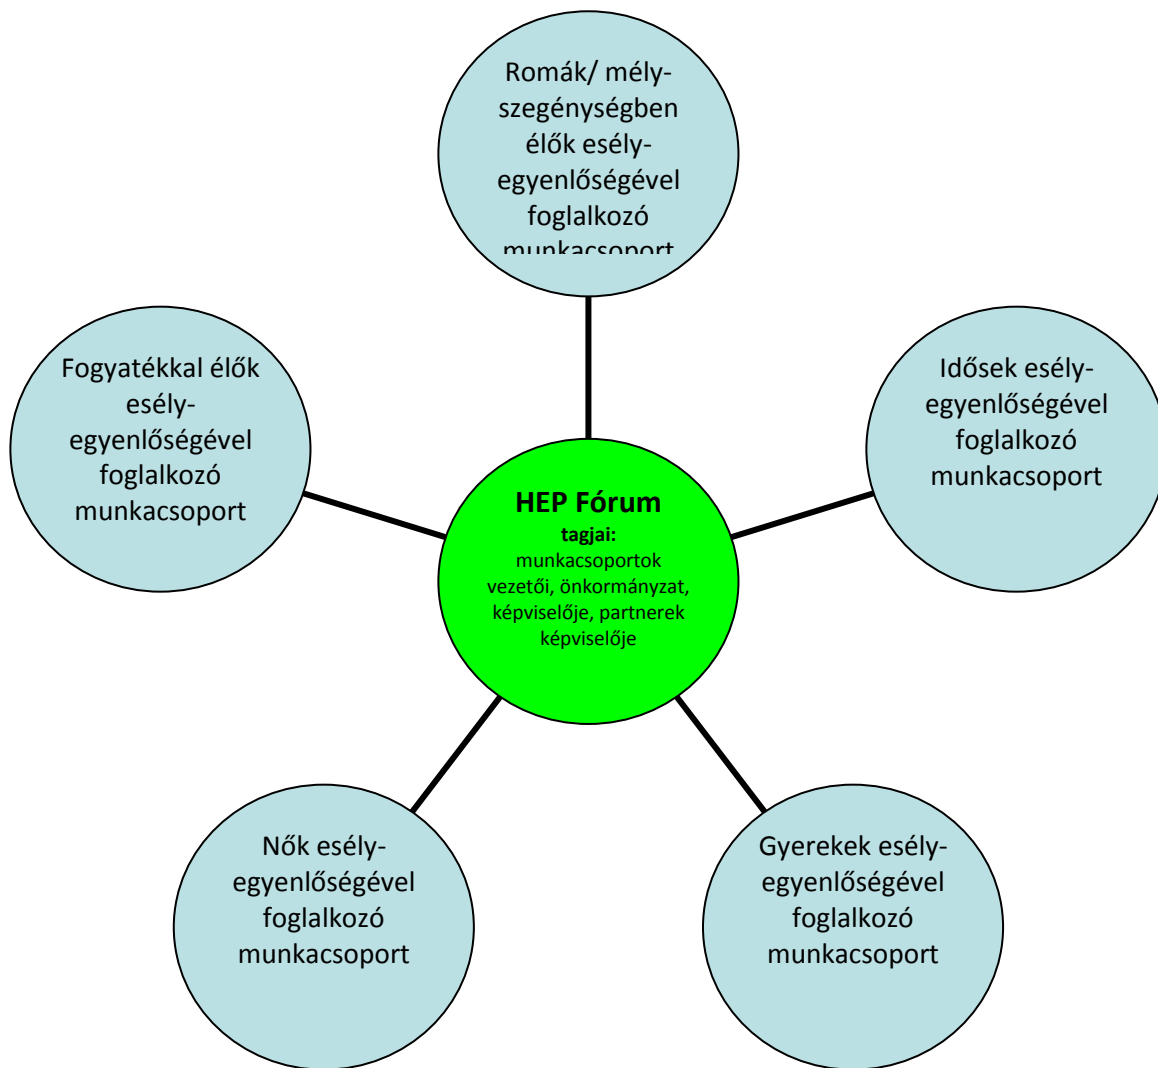 Romák/ mély-
szegénységben
élők esély-
egyenlőségével
foglalkozó
munkacsoport
Fogyatékkal élők
esély-
egyenlőségével
foglalkozó
munkacsoport
Idősek esély-
egyenlőségével
foglalkozó
munkacsoport
HEP Fórum
tagjai:
munkacsoportok
vezetői, önkormányzat,
képviselője, partnerek
képviselője
Nők esély-
egyenlőségével
foglalkozó
munkacsoport
Gyerekek esély-
egyenlőségével
foglalkozó
munkacsoport